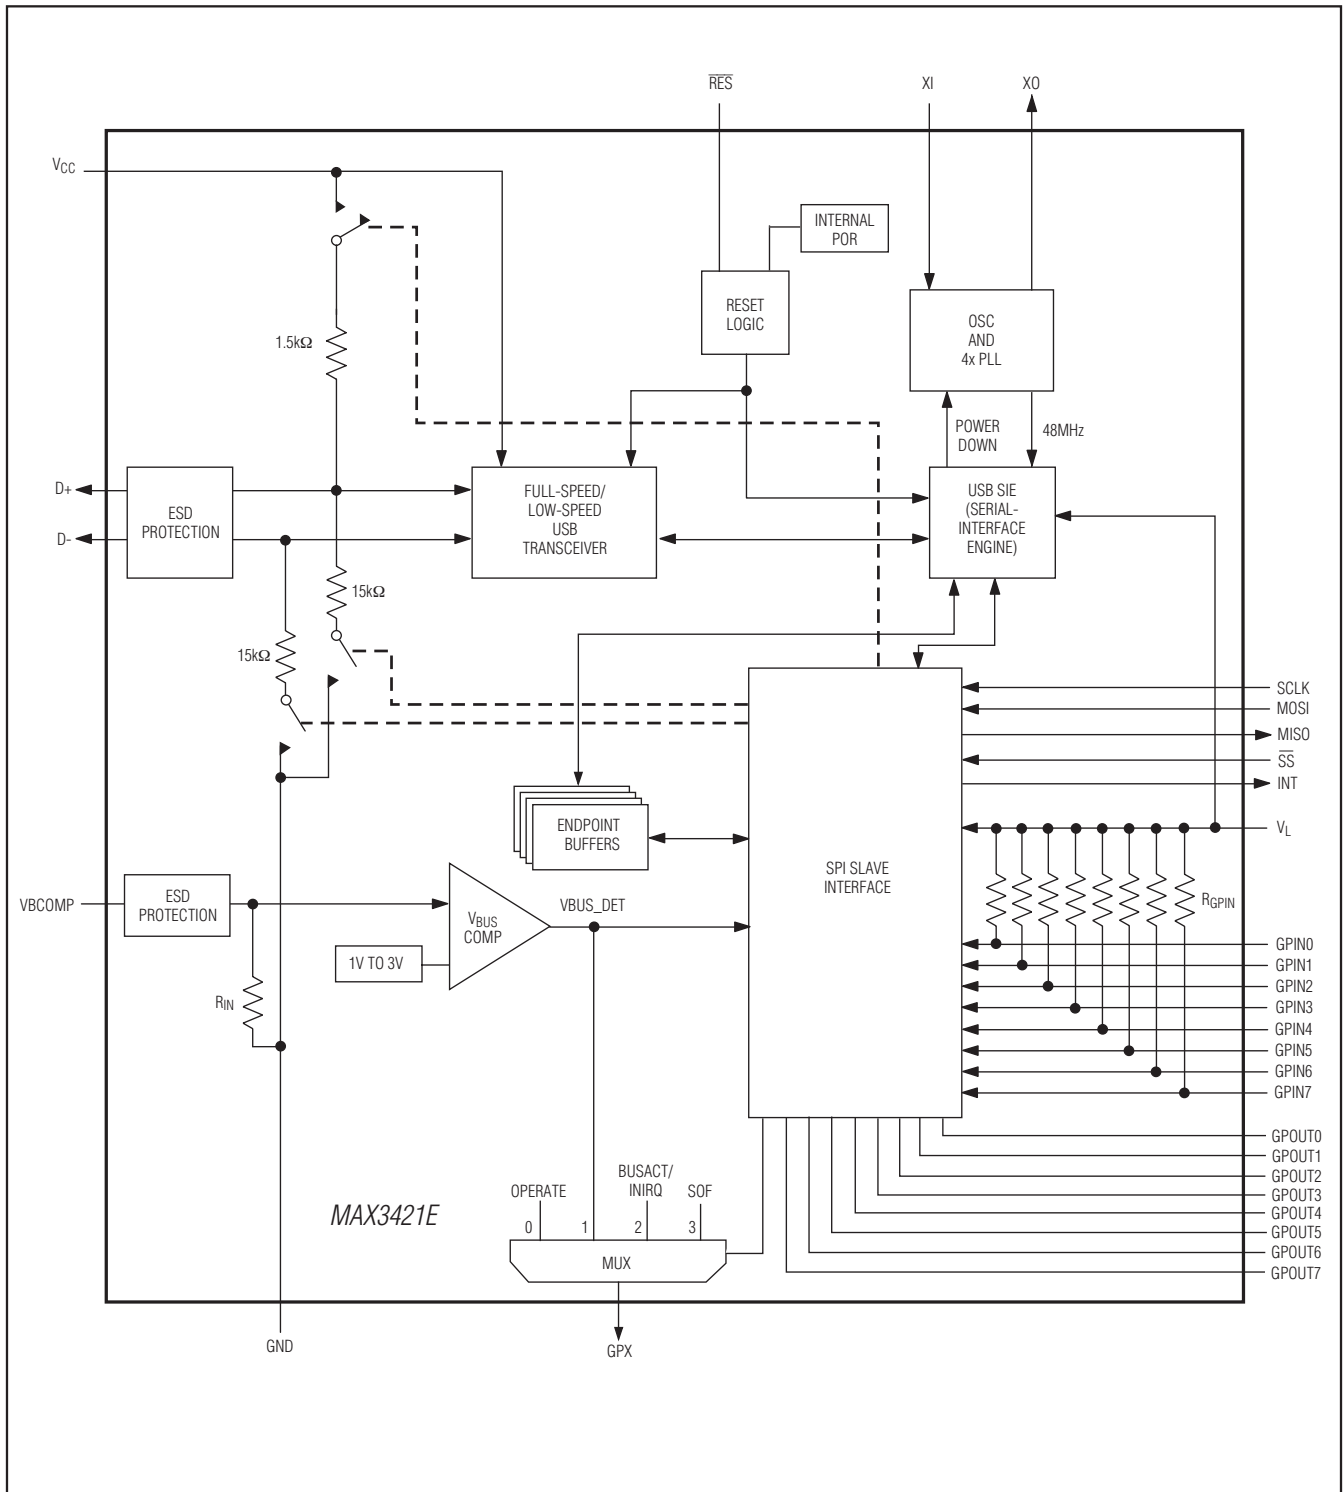 RES
XI
XO
VCC
INTERNAL
POR
RESET
LOGIC
OSC
AND
4x PLL
1.5kΩ
POWER
DOWN
48MHz
D+
D-
ESD
PROTECTION
FULL-SPEED/
LOW-SPEED
USB
TRANSCEIVER
USB SIE
(SERIAL-
INTERFACE
ENGINE)
15kΩ
15kΩ
SCLK
MOSI
MISO
SS
INT
VL
ENDPOINT
BUFFERS
SPI SLAVE
INTERFACE
RGPIN
VBCOMP
ESD
PROTECTION
VBUS
COMP
VBUS_DET
1V TO 3V
RIN
GPIN0
GPIN1
GPIN2
GPIN3
GPIN4
GPIN5
GPIN6
GPIN7
GPOUT0
GPOUT1
GPOUT2
GPOUT3
GPOUT4
GPOUT5
GPOUT6
GPOUT7
MAX3421E
OPERATE
BUSACT/
INIRQ
SOF
0
1
2
3
MUX
GND
GPX